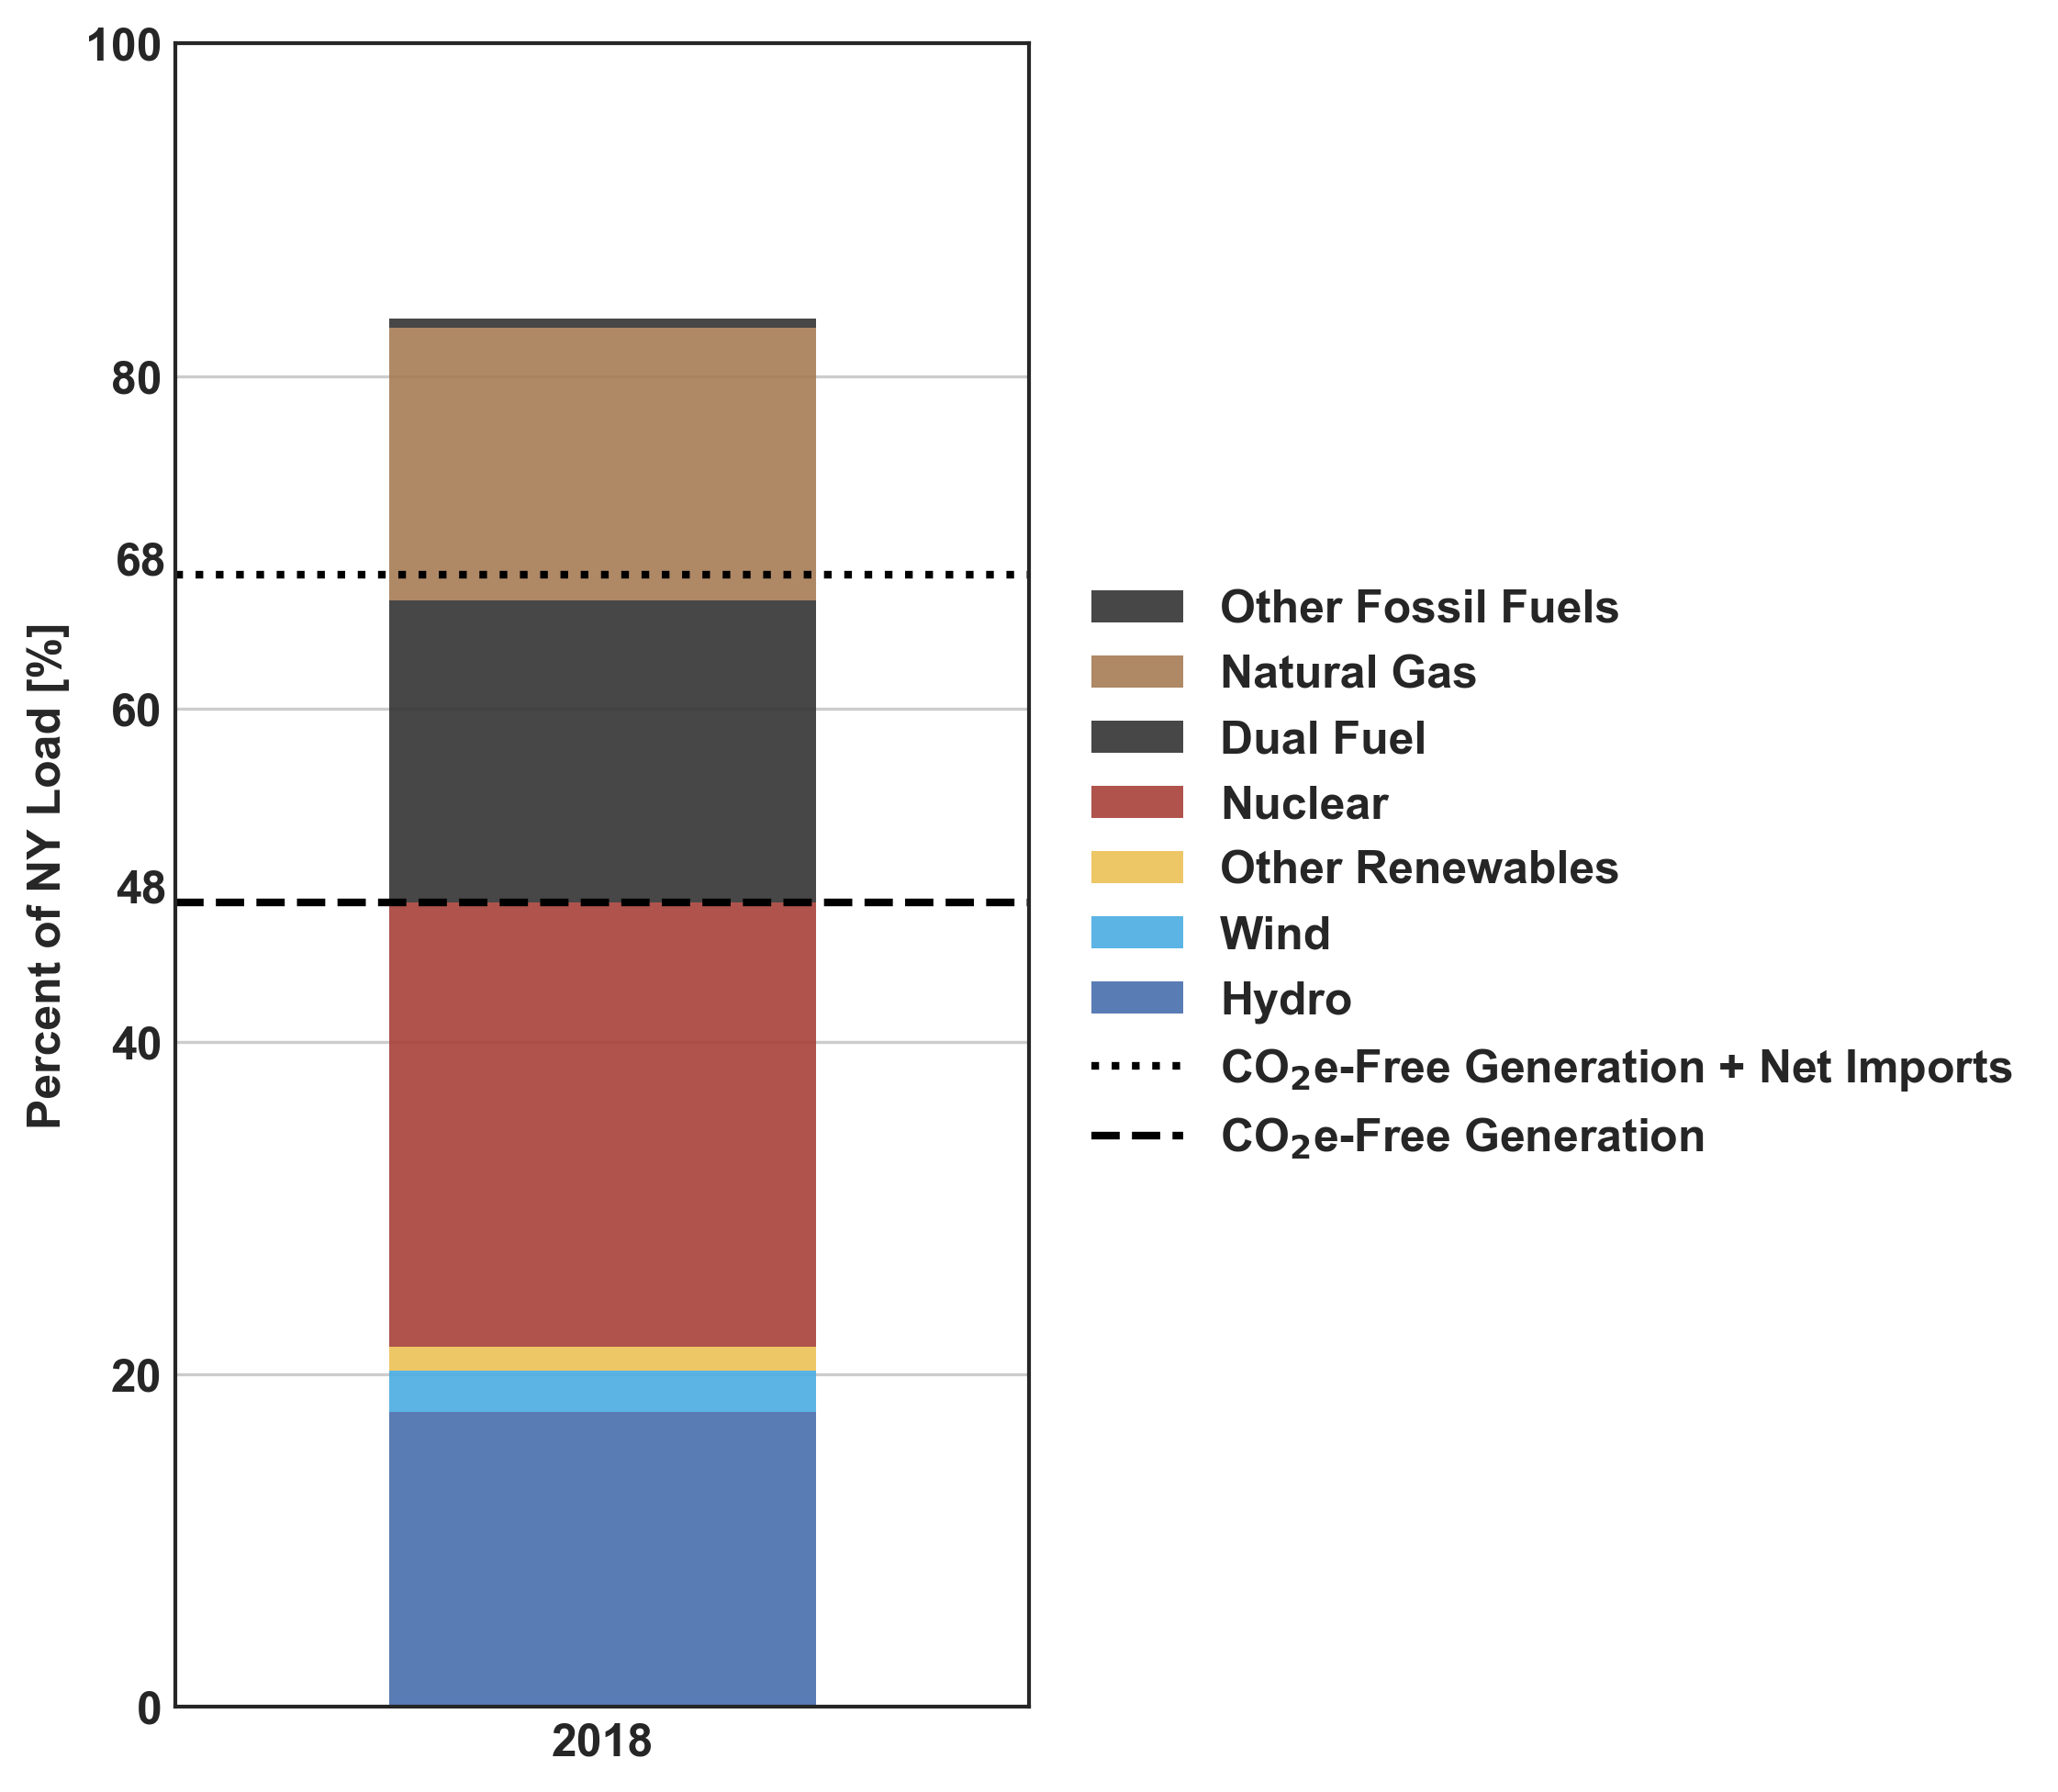 Percent of NY Load [%]
100
80
68
60
48
40
20
0
2018
Other Fossil Fuels
Natural Gas
Dual Fuel
Nuclear
Other Renewables
Wind
Hydro
CO₂e-Free Generation + Net Imports
CO₂e-Free Generation